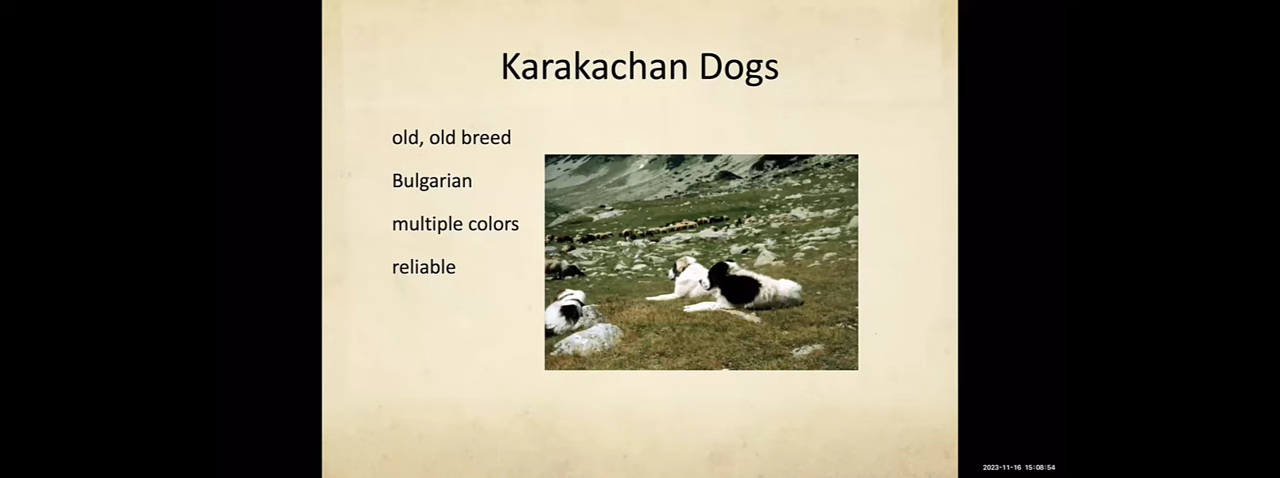 Karakachan Dogs
old, old breed
Bulgarian
multiple colors
reliable
2023-11-16 15:08:54